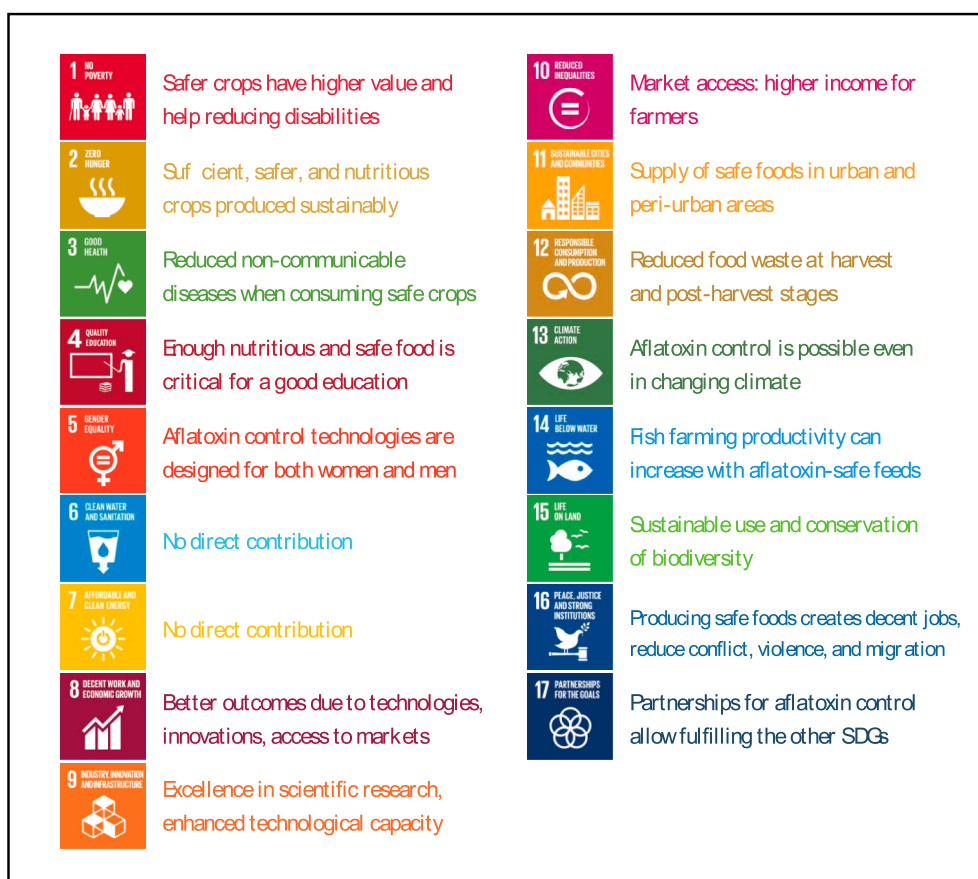 1 NO
POVERTY
Safer crops have higher value and
help reducing disabilities
2 ZERO
HUNGER
Suf cient, safer, and nutritious
crops produced sustainably
3 GOOD
HEALTH
Reduced non-communicable
diseases when consuming safe crops
4 QUALITY
EDUCATION
Enough nutritious and safe food is
critical for a good education
5 GENDER
EQUALITY
Aflatoxin control technologies are
designed for both women and men
6 CLEAN WATER
AND SANITATION
No direct contribution
7 AFFORDABLE AND
CLEAN ENERGY
No direct contribution
8 DECENT WORK AND
ECONOMIC GROWTH
Better outcomes due to technologies,
innovations, access to markets
9 INDUSTRY, INNOVATION
AND INFRASTRUCTURE
Excellence in scientific research,
enhanced technological capacity
10 REDUCED
INEQUALITIES
Market access: higher income for
farmers
11 SUSTAINABLE CITIES
AND COMMUNITIES
Supply of safe foods in urban and
peri-urban areas
12 RESPONSIBLE
CONSUMPTION
AND PRODUCTION
Reduced food waste at harvest
and post-harvest stages
13 CLIMATE
ACTION
Aflatoxin control is possible even
in changing climate
14 LIFE
BELOW WATER
Fish farming productivity can
increase with aflatoxin-safe feeds
15 LIFE
ON LAND
Sustainable use and conservation
of biodiversity
16 PEACE, JUSTICE
AND STRONG
INSTITUTIONS
Producing safe foods creates decent jobs,
reduce conflict, violence, and migration
17 PARTNERSHIPS
FOR THE GOALS
Partnerships for aflatoxin control
allow fulfilling the other SDGs